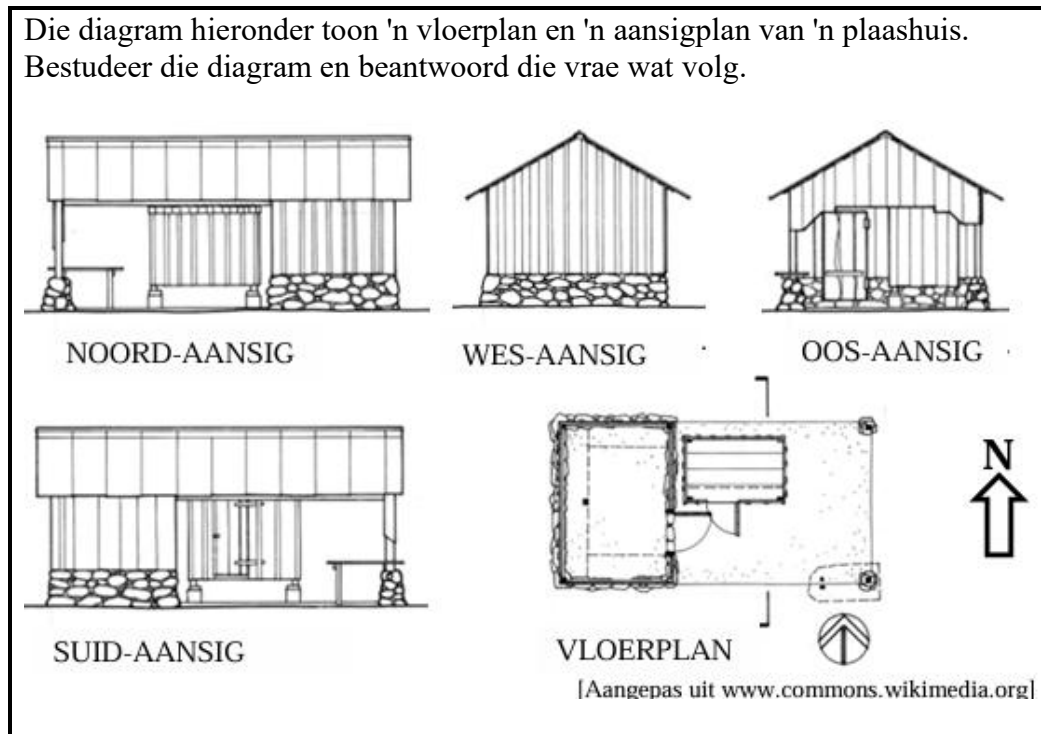 Die diagram hieronder toon 'n vloerplan en 'n aansigplan van 'n plaashuis.
Bestudeer die diagram en beantwoord die vrae wat volg.
NOORD-AANSIG
WES-AANSIG
OOS-AANSIG
N
SUID-AANSIG
VLOERPLAN
[Aangepas uit www.commons.wikimedia.org]